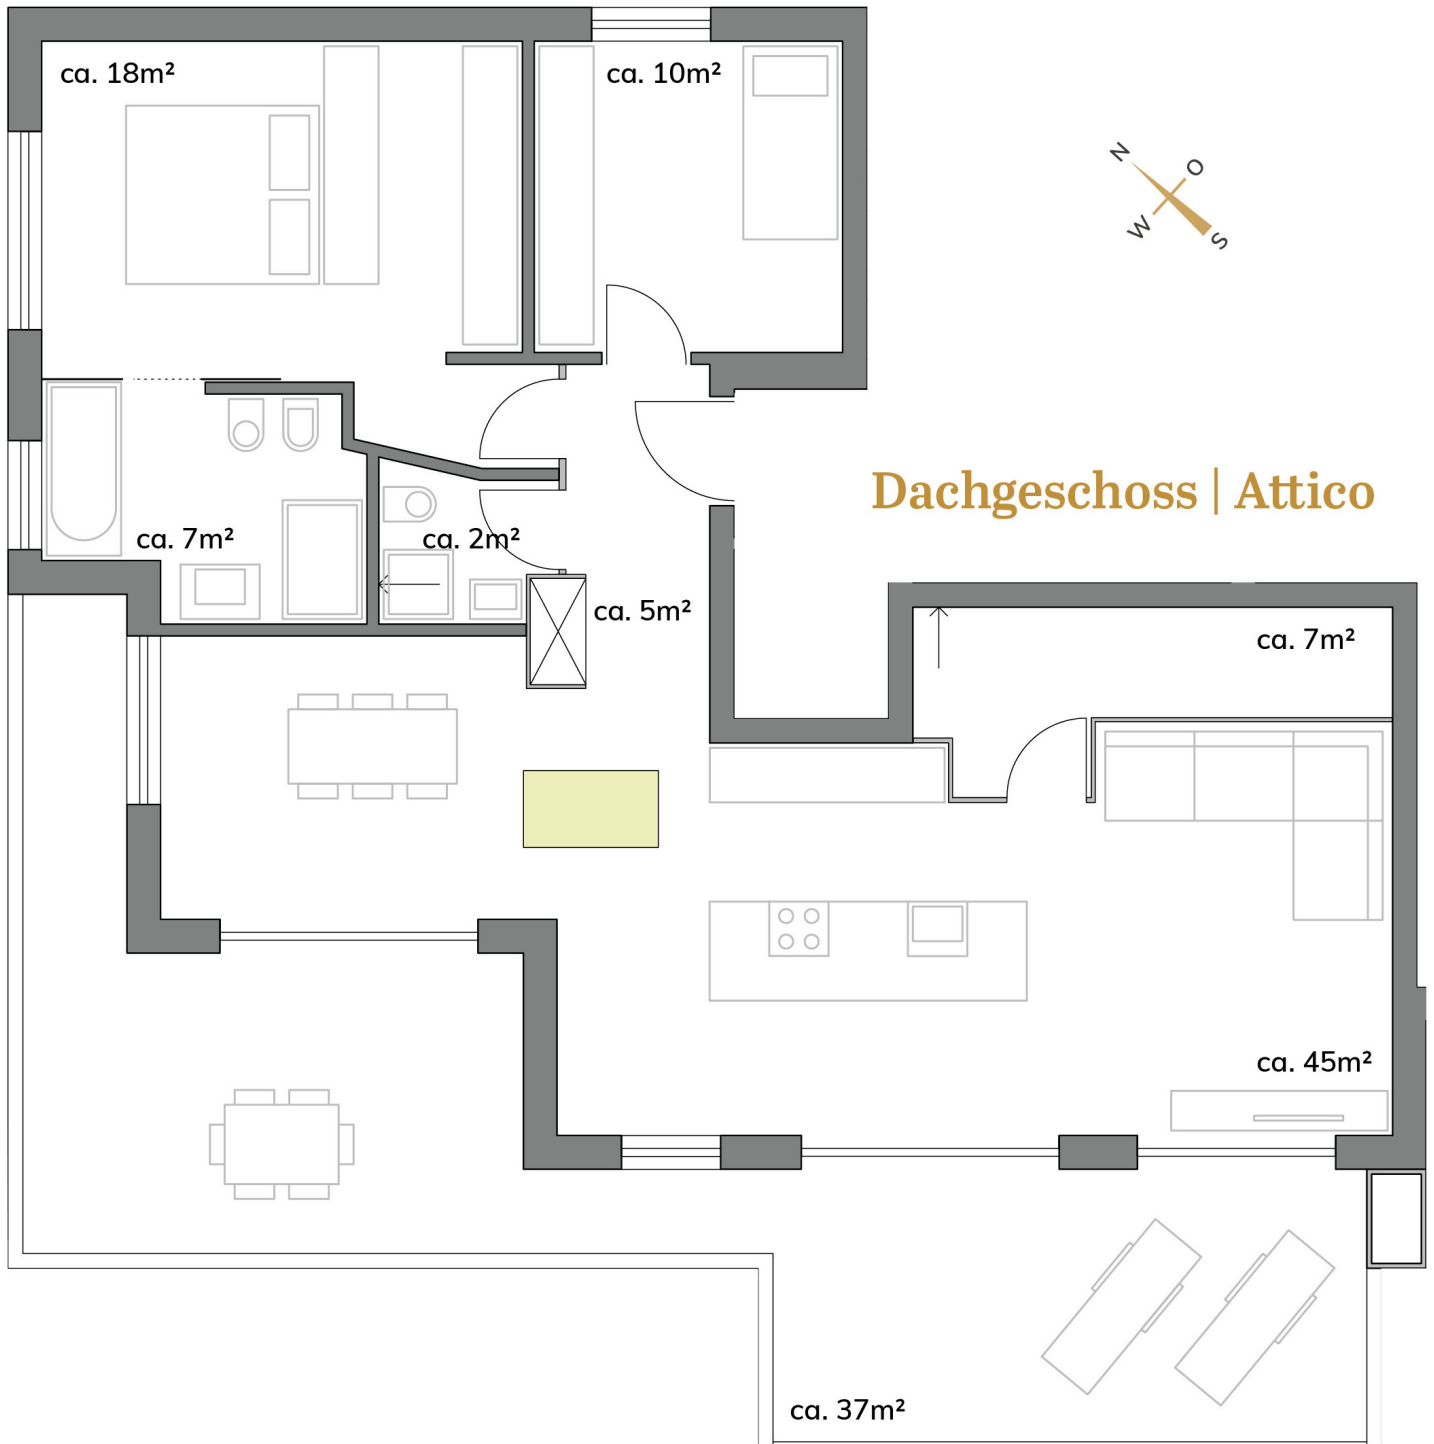 ca. 18m²
ca. 10m²
N
O
W
S
Dachgeschoss | Attico
ca. 7m²
ca. 2m²
ca. 5m²
ca. 7m²
ca. 45m²
ca. 37m²